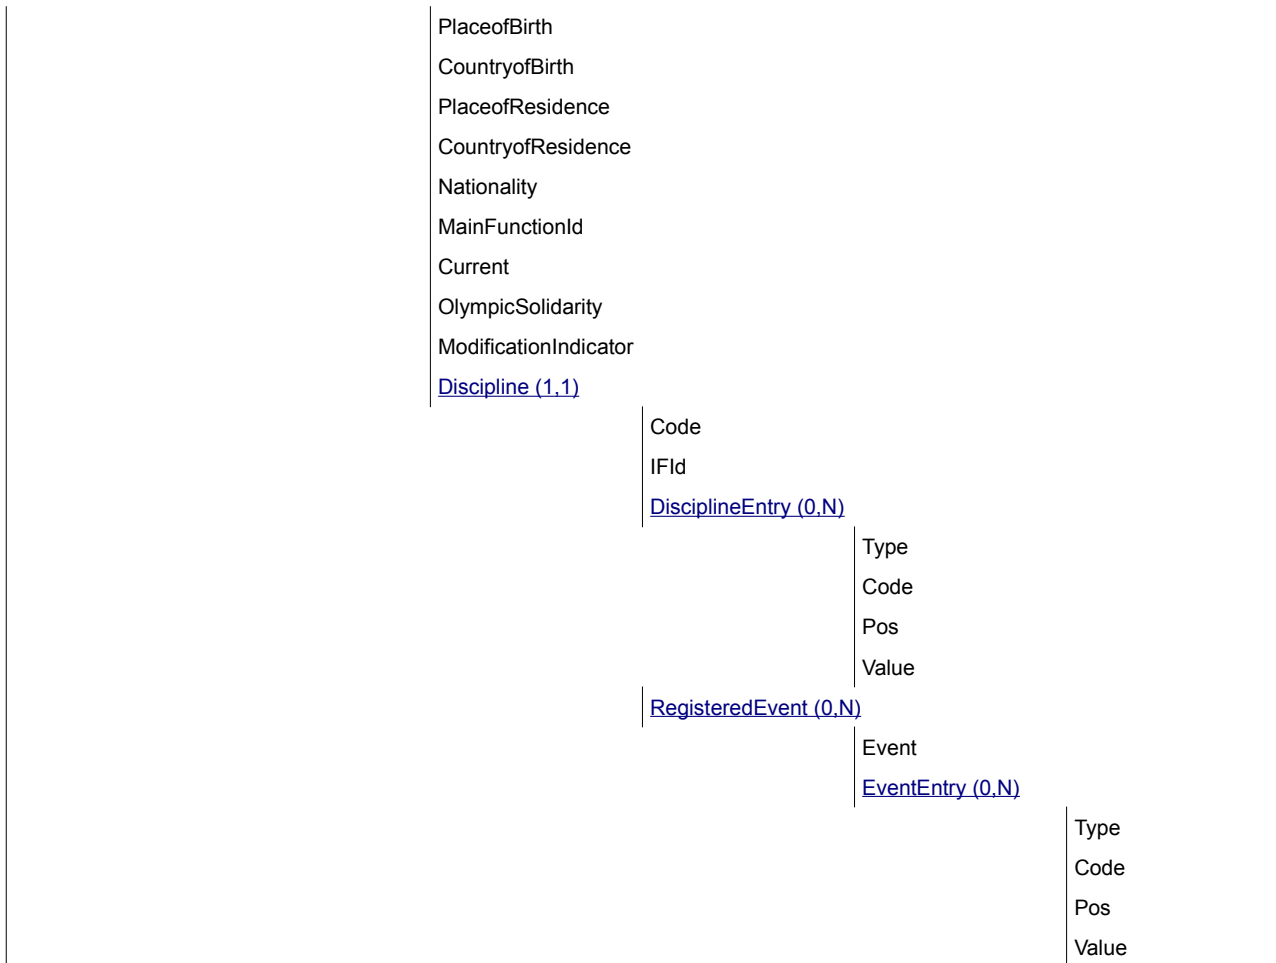 PlaceofBirth
CountryofBirth
PlaceofResidence
CountryofResidence
Nationality
MainFunctionId
Current
OlympicSolidarity
ModificationIndicator
Discipline (1,1)
Code
IFId
DisciplineEntry (0,N)
Type
Code
Pos
Value
RegisteredEvent (0,N)
Event
EventEntry (0,N)
Type
Code
Pos
Value